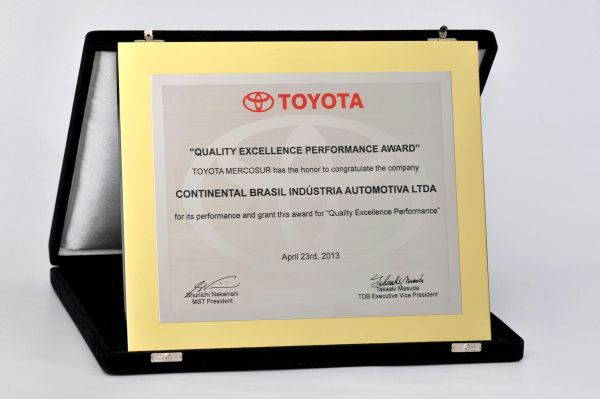 TOYOTA
"QUALITY EXCELLENCE PERFORMANCE AWARD"
TOYOTA MERCOSUR has the honor to congratulate the company
CONTINENTAL BRASIL INDÚSTRIA AUTOMOTIVA LTDA
for its performance and grant this award for "Quality Excellence Performance"
April 23rd, 2013
Shunichi Nakanishi
MST President
Takaaki Masuda
TDB Executive Vice President